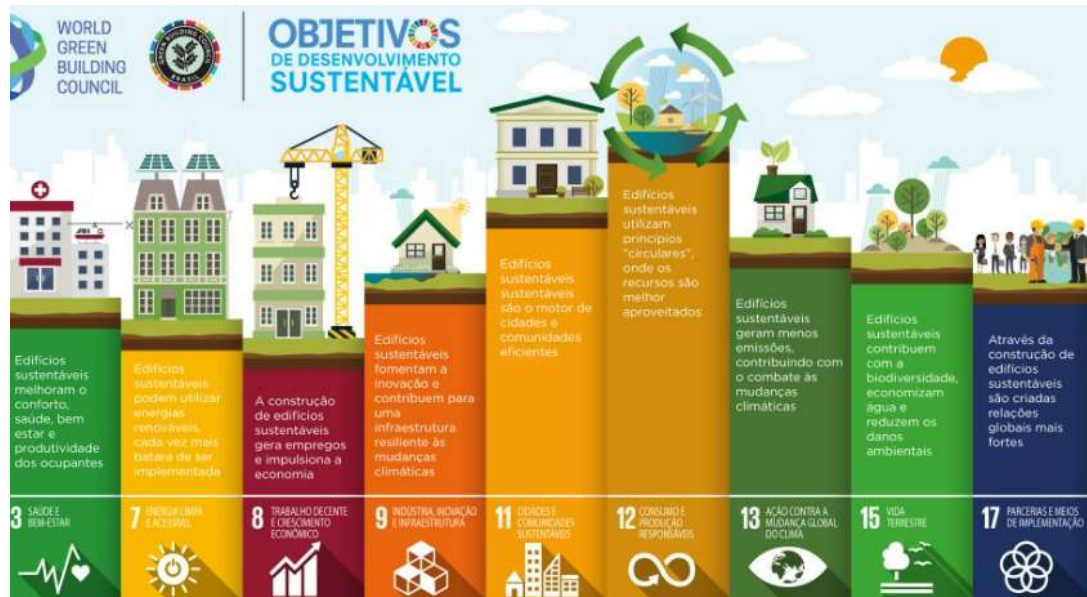 WORLD
GREEN
BUILDING
COUNCIL
GREEN BUILDING COUNCIL
BRASIL
OBJETIVOS
DE DESENVOLVIMENTO
SUSTENTÁVEL
Edifícios
sustentáveis
melhoram o
conforto,
saúde, bem
estar e
produtividade
dos ocupantes
Edifícios
sustentáveis
podem utilizar
energias
renováveis,
cada vez mais
batara de ser
implementada
A construção
de edifícios
sustentáveis
gera empregos
e impulsiona a
economia
Edifícios
sustentáveis
fomentam a
inovação e
contribuem para
uma
infraestrutura
resiliente às
mudanças
climáticas
Edifícios
sustentáveis
sustentáveis
são o motor de
cidades e
comunidades
eficientes
Edifícios
sustentáveis
utilizam
princípios
"circulares",
onde os
recursos são
melhor
aproveitados
Edifícios
sustentáveis
geram menos
emissões,
contribuindo com
o combate às
mudanças
climáticas
Edifícios
sustentáveis
contribuem
com a
biodiversidade,
economizam
água e
reduzem os
danos
ambientais
Através da
construção de
edifícios
sustentáveis
são criadas
relações
globais mais
fortes
3 SAÚDE E
BEM-ESTAR
7 ENERGIA LIMPA
E ACESSÍVEL
8 TRABALHO DECENTE
E CRESCIMENTO
ECONÔMICO
9 INDÚSTRIA, INOVAÇÃO
E INFRAESTRUTURA
11 CIDADES E
COMUNIDADES
SUSTENTÁVEIS
12 CONSUMO E
PRODUÇÃO
RESPONSÁVEIS
13 AÇÃO CONTRA A
MUDANÇA GLOBAL
DO CLIMA
15 VIDA
TERRESTRE
17 PARCERIAS E MEIOS
DE IMPLEMENTAÇÃO